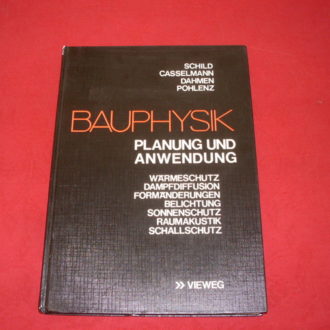 SCHILD
CASSELMANN
DAHMEN
POHLENZ
BAUPHYSIK
PLANUNG UND
ANWENDUNG
WÄRMESCHUTZ
DAMPFDIFFUSION
FORMÄNDERUNGEN
BELICHTUNG
SONNENSCHUTZ
RAUMAKUSTIK
SCHALLSCHUTZ
» VIEWEG